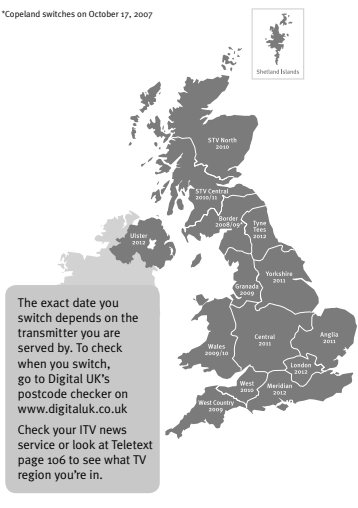 *Copeland switches on October 17, 2007
Shetland Islands
STV North
2010
STV Central
2010/11
Border
2008/09
Tyne
Tees
2012
Ulster
2012
Yorkshire
2011
Granada
2009
Wales
2009/10
Central
2011
Anglia
2011
London
2012
West
2010
Meridian
2012
West Country
2009
The exact date you
switch depends on the
transmitter you are
served by. To check
when you switch,
go to Digital UK's
postcode checker on
www.digitaluk.co.uk
Check your ITV news
service or look at Teletext
page 106 to see what TV
region you're in.